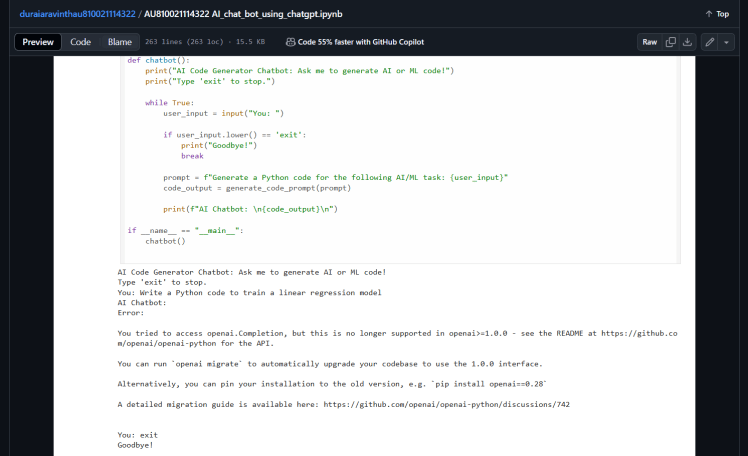 duraiaravinthau810021114322 / AU810021114322 AI_chat_bot_using_chatgpt.ipynb
Top
Preview Code Blame 263 lines (263 loc) · 15.5 KB Code 55% faster with GitHub Copilot Raw
def chatbot():
    print("AI Code Generator Chatbot: Ask me to generate AI or ML code!")
    print("Type 'exit' to stop.")
    while True:
        user_input = input("You: ")
        if user_input.lower() == 'exit':
            print("Goodbye!")
            break
        prompt = f"Generate a Python code for the following AI/ML task: {user_input}"
        code_output = generate_code_prompt(prompt)
        print(f"AI Chatbot: \n{code_output}\n")
if __name__ == "__main__":
    chatbot()
AI Code Generator Chatbot: Ask me to generate AI or ML code!
Type 'exit' to stop.
You: Write a Python code to train a linear regression model
AI Chatbot:
Error:
You tried to access openai.Completion, but this is no longer supported in openai>=1.0.0 - see the README at https://github.co
m/openai/openai-python for the API.
You can run `openai migrate` to automatically upgrade your codebase to use the 1.0.0 interface.
Alternatively, you can pin your installation to the old version, e.g. `pip install openai==0.28`
A detailed migration guide is available here: https://github.com/openai/openai-python/discussions/742
You: exit
Goodbye!